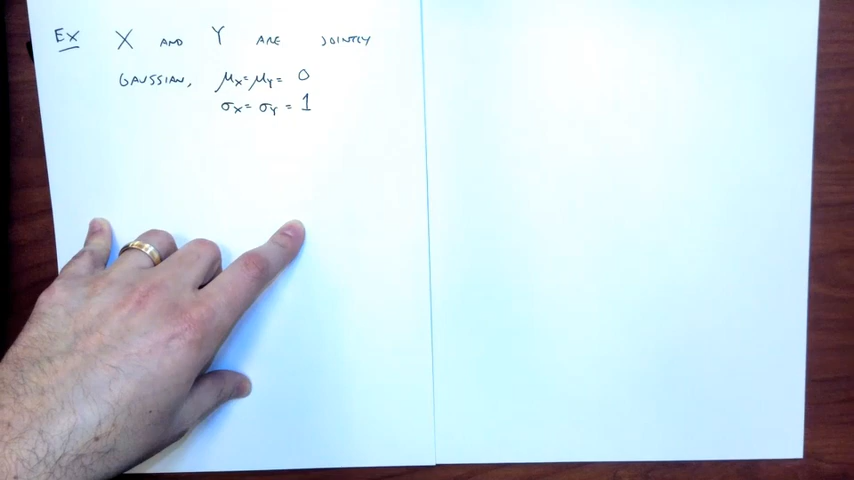 EX X AND Y ARE JOINTLY
GAUSSIAN, μX = μY = 0
σX = σY = 1